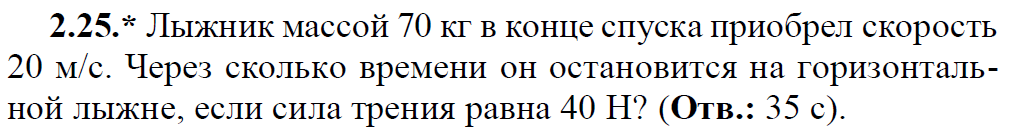 2.25.* Лыжник массой 70 кг в конце спуска приобрел скорость
20 м/с. Через сколько времени он остановится на горизонталь-
ной лыжне, если сила трения равна 40 Н? (Отв.: 35 с).